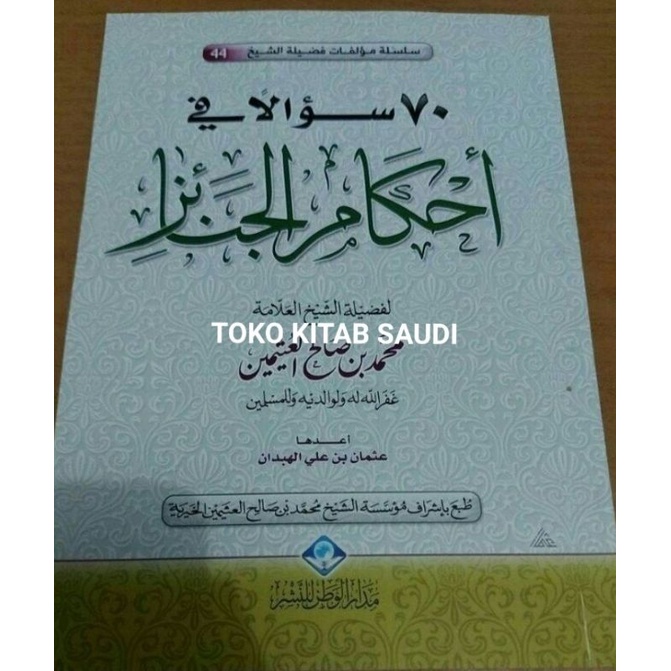 سلسلة مؤلفات فضيلة الشيخ 44
٧٠ سؤالاً في
أحكام الجنائز
لفضيلة الشيخ العلامة
TOKO KITAB SAUDI
محمد بن صالح العثيمين
غفر الله له ولوالديه وللمسلمين
أعدها
عثمان بن علي الهبدان
طبع بإشراف مؤسسة الشيخ محمد بن صالح العثيمين الخيرية
مدار الوطن للنشر